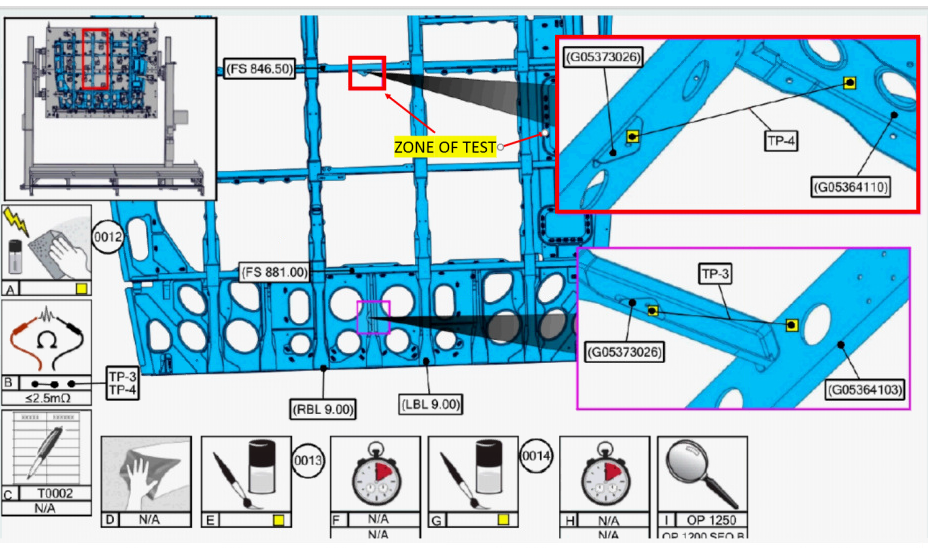 (FS 846.50)
ZONE OF TEST
(G05373026)
TP-4
(G05364110)
0012
A
(FS 881.00)
TP-3
(G05373026)
(G05364103)
B
TP-3
TP-4
≤2.5mΩ
(RBL 9.00)
(LBL 9.00)
C T0002
N/A
D N/A
E
0013
F N/A
N/A
G
0014
H N/A
N/A
I OP 1250
OP 1200 SEQ B